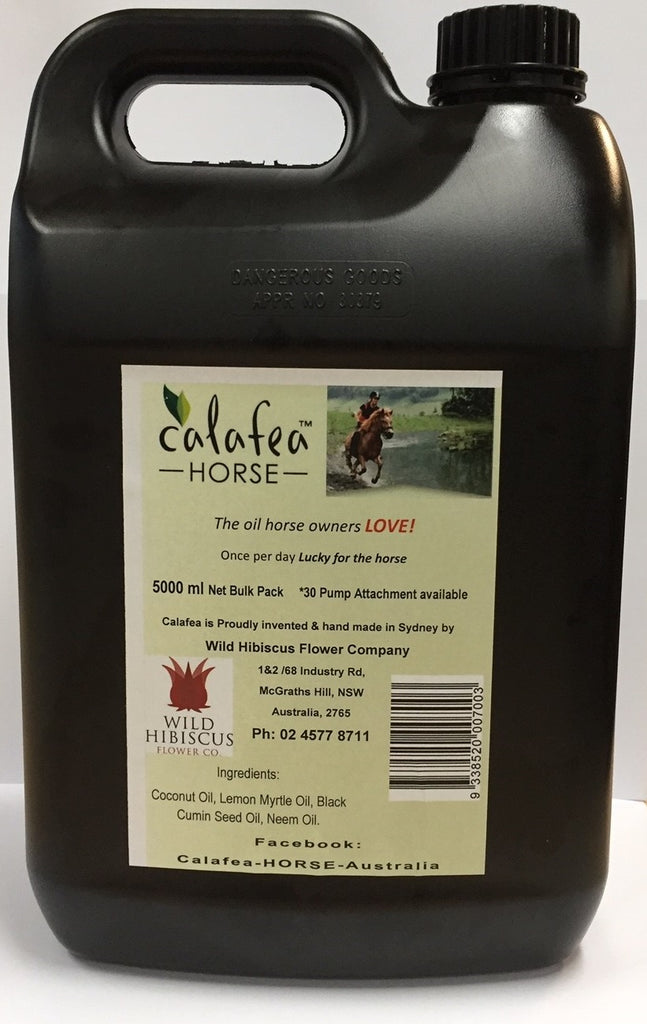 DANGEROUS GOODS
APPR NO 30879
calafea™
—HORSE—
The oil horse owners LOVE!
Once per day Lucky for the horse
5000 ml Net Bulk Pack *30 Pump Attachment available
Calafea is Proudly invented & hand made in Sydney by
Wild Hibiscus Flower Company
1&2 /68 Industry Rd,
McGraths Hill, NSW
Australia, 2765
Ph: 02 4577 8711
WILD
HIBISCUS
FLOWER CO.
9 338520 007003
Ingredients:
Coconut Oil, Lemon Myrtle Oil, Black
Cumin Seed Oil, Neem Oil.
Facebook:
Calafea-HORSE-Australia